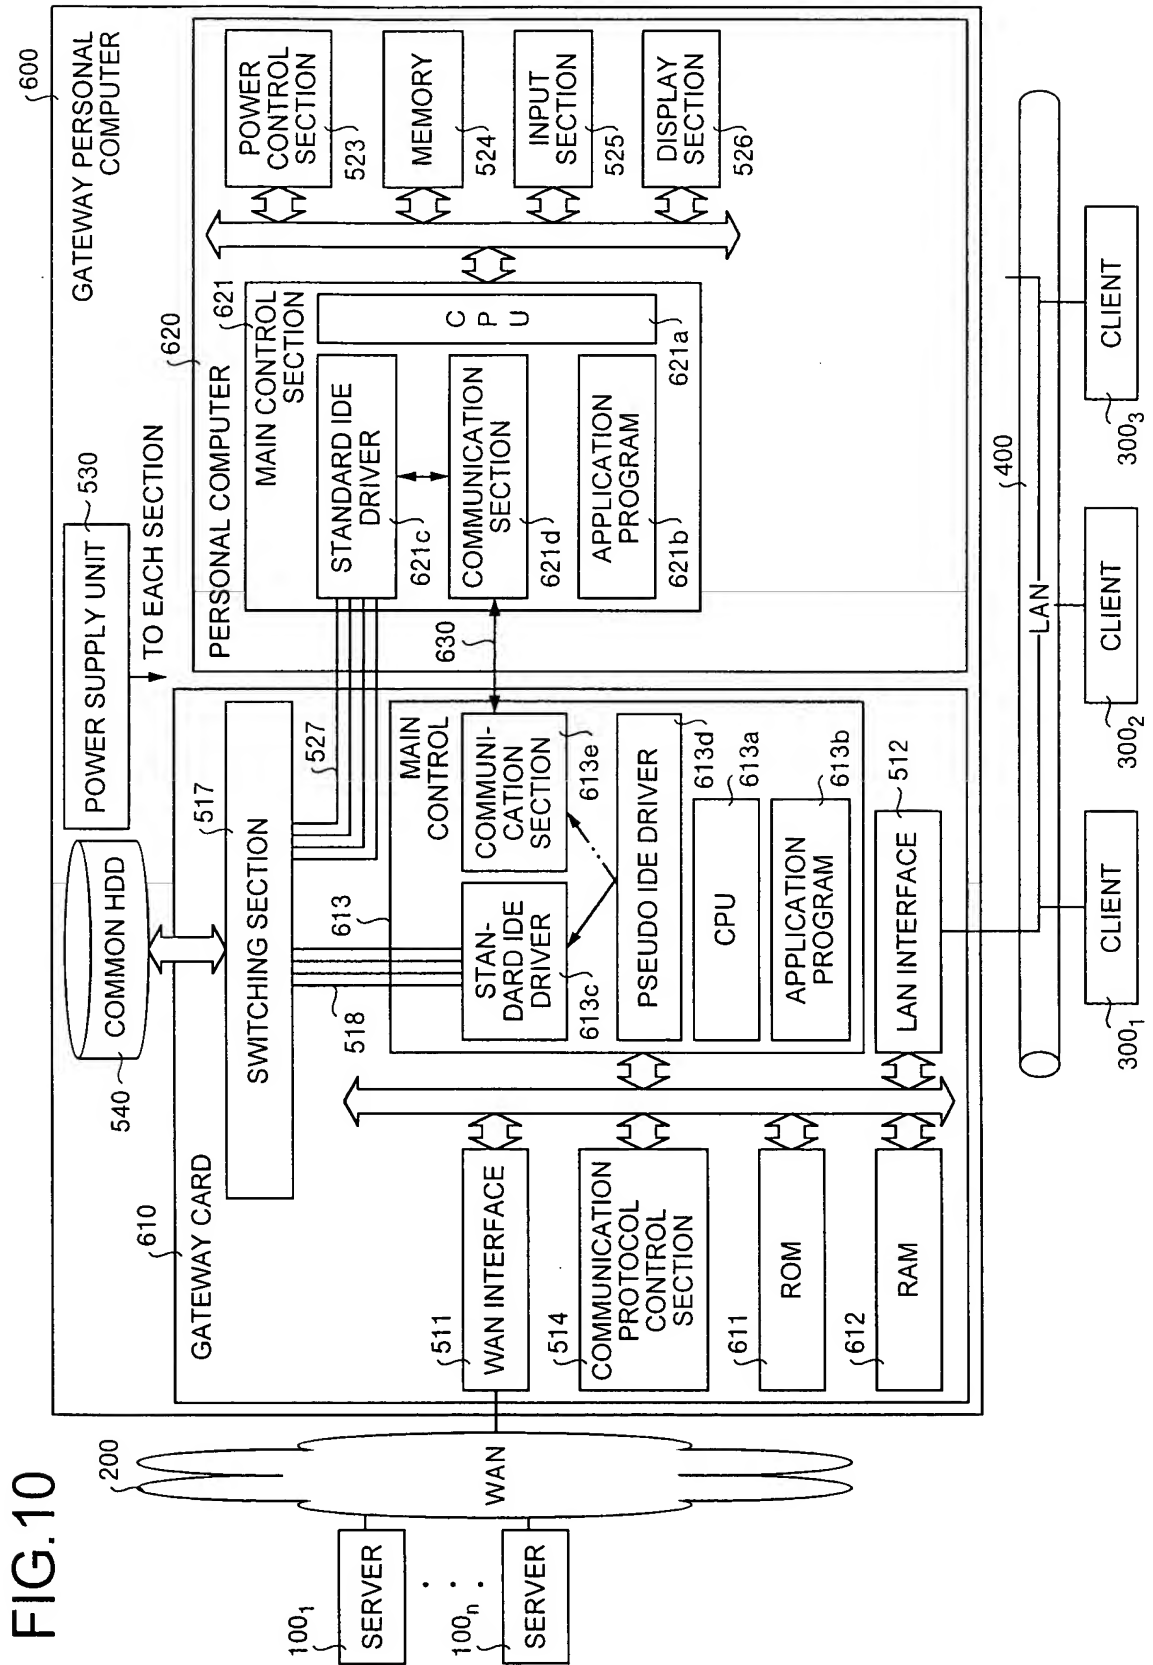 FIG.10
600
GATEWAY PERSONAL
COMPUTER
POWER SUPPLY UNIT
530
TO EACH SECTION
COMMON HDD
540
610
GATEWAY CARD
SWITCHING SECTION
517
527
518
613
MAIN
CONTROL
STAN-
DARD IDE
DRIVER
613c
COMMUNI-
CATION
SECTION
613e
PSEUDO IDE DRIVER
613d
CPU
613a
APPLICATION
PROGRAM
613b
LAN INTERFACE
512
511
WAN INTERFACE
514
COMMUNICATION
PROTOCOL
CONTROL
SECTION
611
ROM
612
RAM
620
PERSONAL COMPUTER
621
MAIN CONTROL
SECTION
STANDARD IDE
DRIVER
621c
COMMUNICATION
SECTION
621d
630
APPLICATION
PROGRAM
621b
CPU
621a
POWER
CONTROL
SECTION
523
MEMORY
524
INPUT
SECTION
525
DISPLAY
SECTION
526
200
WAN
100₁
SERVER
100ₙ
SERVER
400
LAN
CLIENT
300₁
CLIENT
300₂
CLIENT
300₃